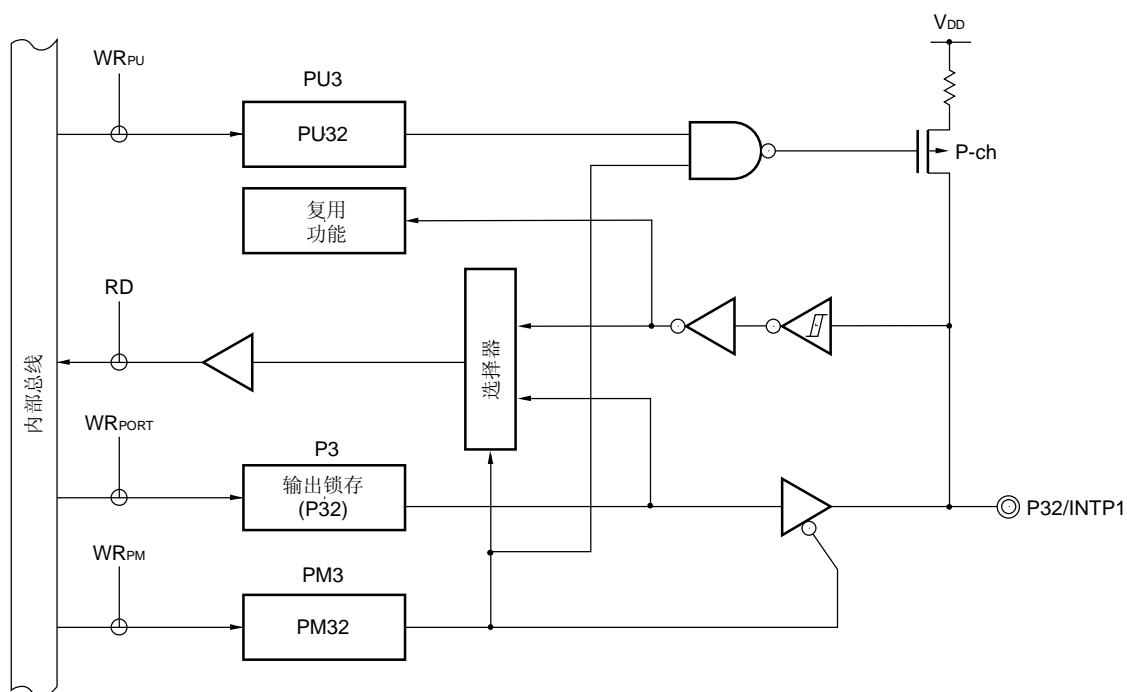 VDD
WRPU
PU3
PU32
P-ch
复用
功能
RD
选择器
内部总线
WRPORT
P3
输出锁存
(P32)
P32/INTP1
WRPM
PM3
PM32